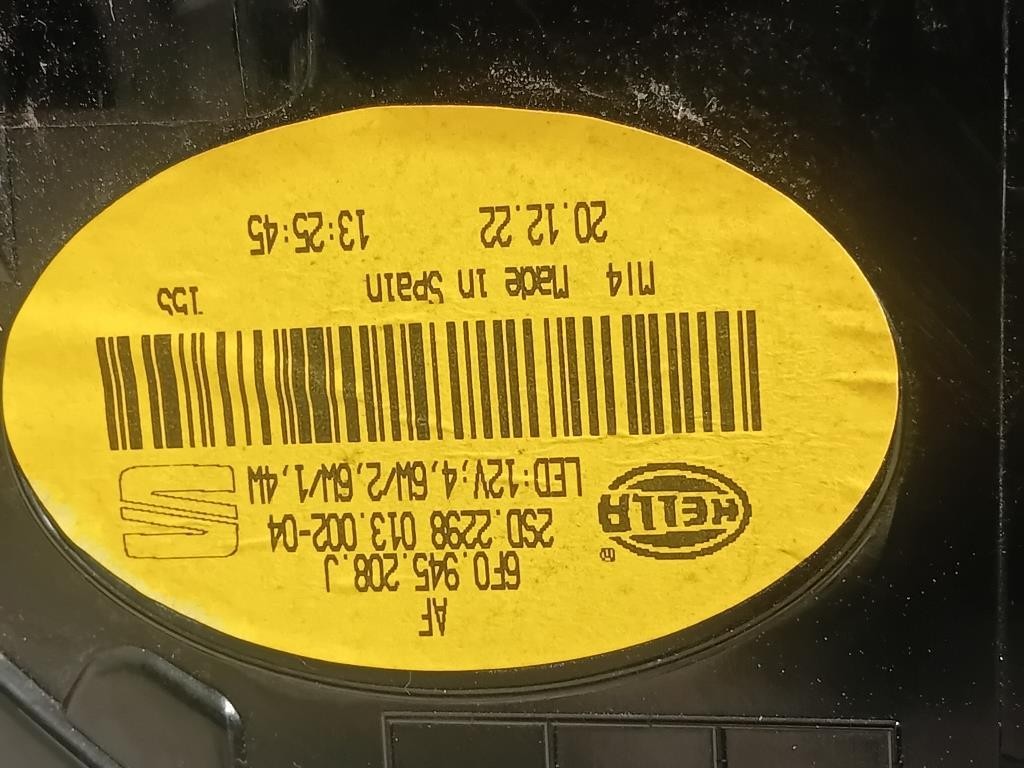 AF
6F0.945.208.J
2SD.2298 013.002-04
HELLA
LED:12V;4,6W/2,6W/1,4W
M14 Made in Spain
20.12.22 13:25:45